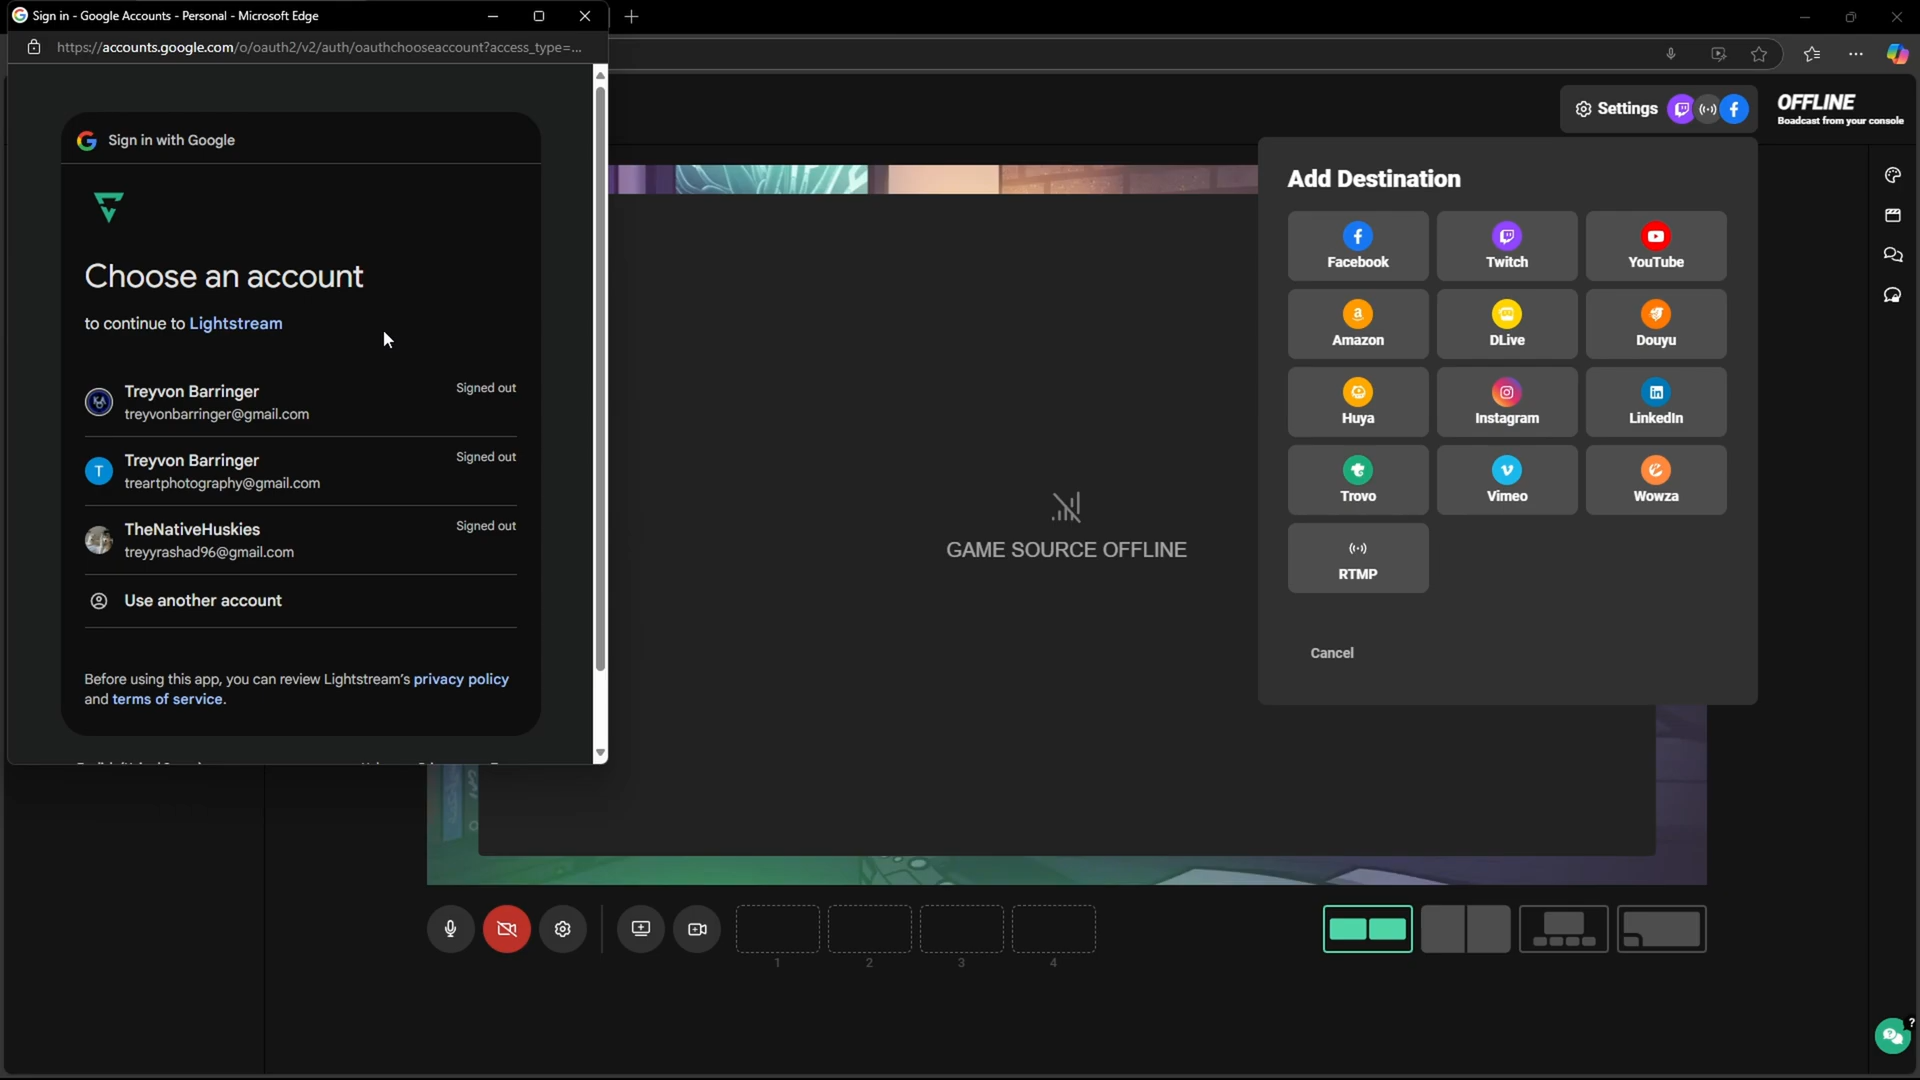 Sign in - Google Accounts - Personal - Microsoft Edge
https://accounts.google.com/o/oauth2/v2/auth/oauthchooseaccount?access_type=...
Sign in with Google
Choose an account
to continue to Lightstream
Treyvon Barringer
Signed out
treyvonbarringer@gmail.com
T
Treyvon Barringer
Signed out
treartphotography@gmail.com
TheNativeHuskies
Signed out
treyyrashad96@gmail.com
Use another account
Before using this app, you can review Lightstream's privacy policy
and terms of service.
Settings
OFFLINE
Boadcast from your console
Add Destination
Facebook
Twitch
YouTube
Amazon
DLive
Douyu
Huya
Instagram
LinkedIn
Trovo
Vimeo
Wowza
RTMP
Cancel
GAME SOURCE OFFLINE
1
2
3
4
?